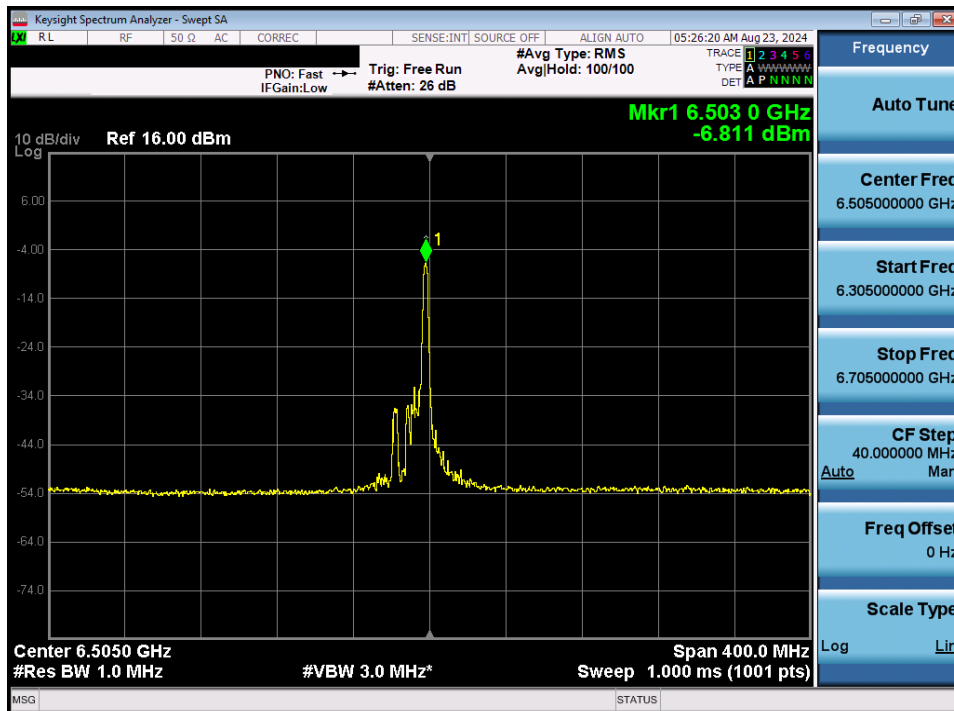 Keysight Spectrum Analyzer - Swept SA
LXI RL RF 50 Ω AC CORREC SENSE:INT SOURCE OFF ALIGN AUTO 05:26:20 AM Aug 23, 2024
PNO: Fast
IFGain:Low
Trig: Free Run
#Atten: 26 dB
#Avg Type: RMS
Avg|Hold: 100/100
TRACE 1 2 3 4 5 6
TYPE A WWWWW
DET A P N N N N
Mkr1 6.503 0 GHz
-6.811 dBm
10 dB/div Ref 16.00 dBm
Log
1
6.00
-4.00
-14.0
-24.0
-34.0
-44.0
-54.0
-64.0
-74.0
Center 6.5050 GHz Span 400.0 MHz
#Res BW 1.0 MHz #VBW 3.0 MHz* Sweep 1.000 ms (1001 pts)
MSG STATUS
Frequency
Auto Tune
Center Freq
6.505000000 GHz
Start Freq
6.305000000 GHz
Stop Freq
6.705000000 GHz
CF Step
40.000000 MHz
Auto Man
Freq Offset
0 Hz
Scale Type
Log Lin